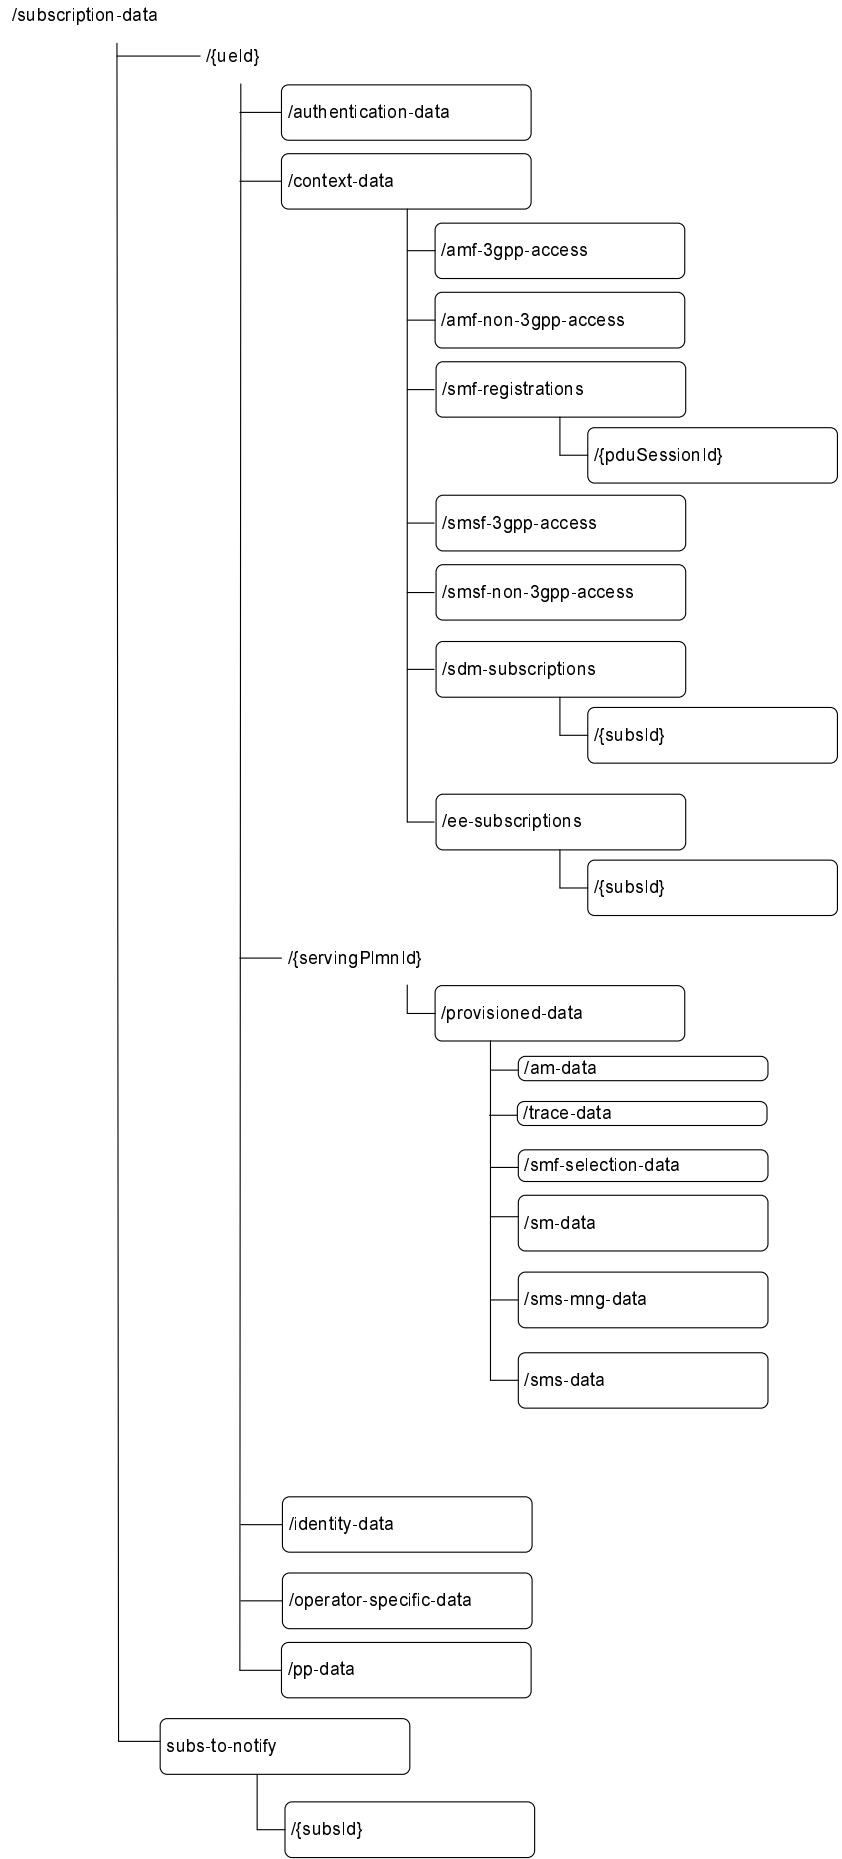 /subscription-data
/{ueId}
/authentication-data
/context-data
/amf-3gpp-access
/amf-non-3gpp-access
/smf-registrations
/{pduSessionId}
/smsf-3gpp-access
/smsf-non-3gpp-access
/sdm-subscriptions
/{subsId}
/ee-subscriptions
/{subsId}
/{servingPlmnId}
/provisioned-data
/am-data
/trace-data
/smf-selection-data
/sm-data
/sms-mng-data
/sms-data
/identity-data
/operator-specific-data
/pp-data
subs-to-notify
/{subsId}